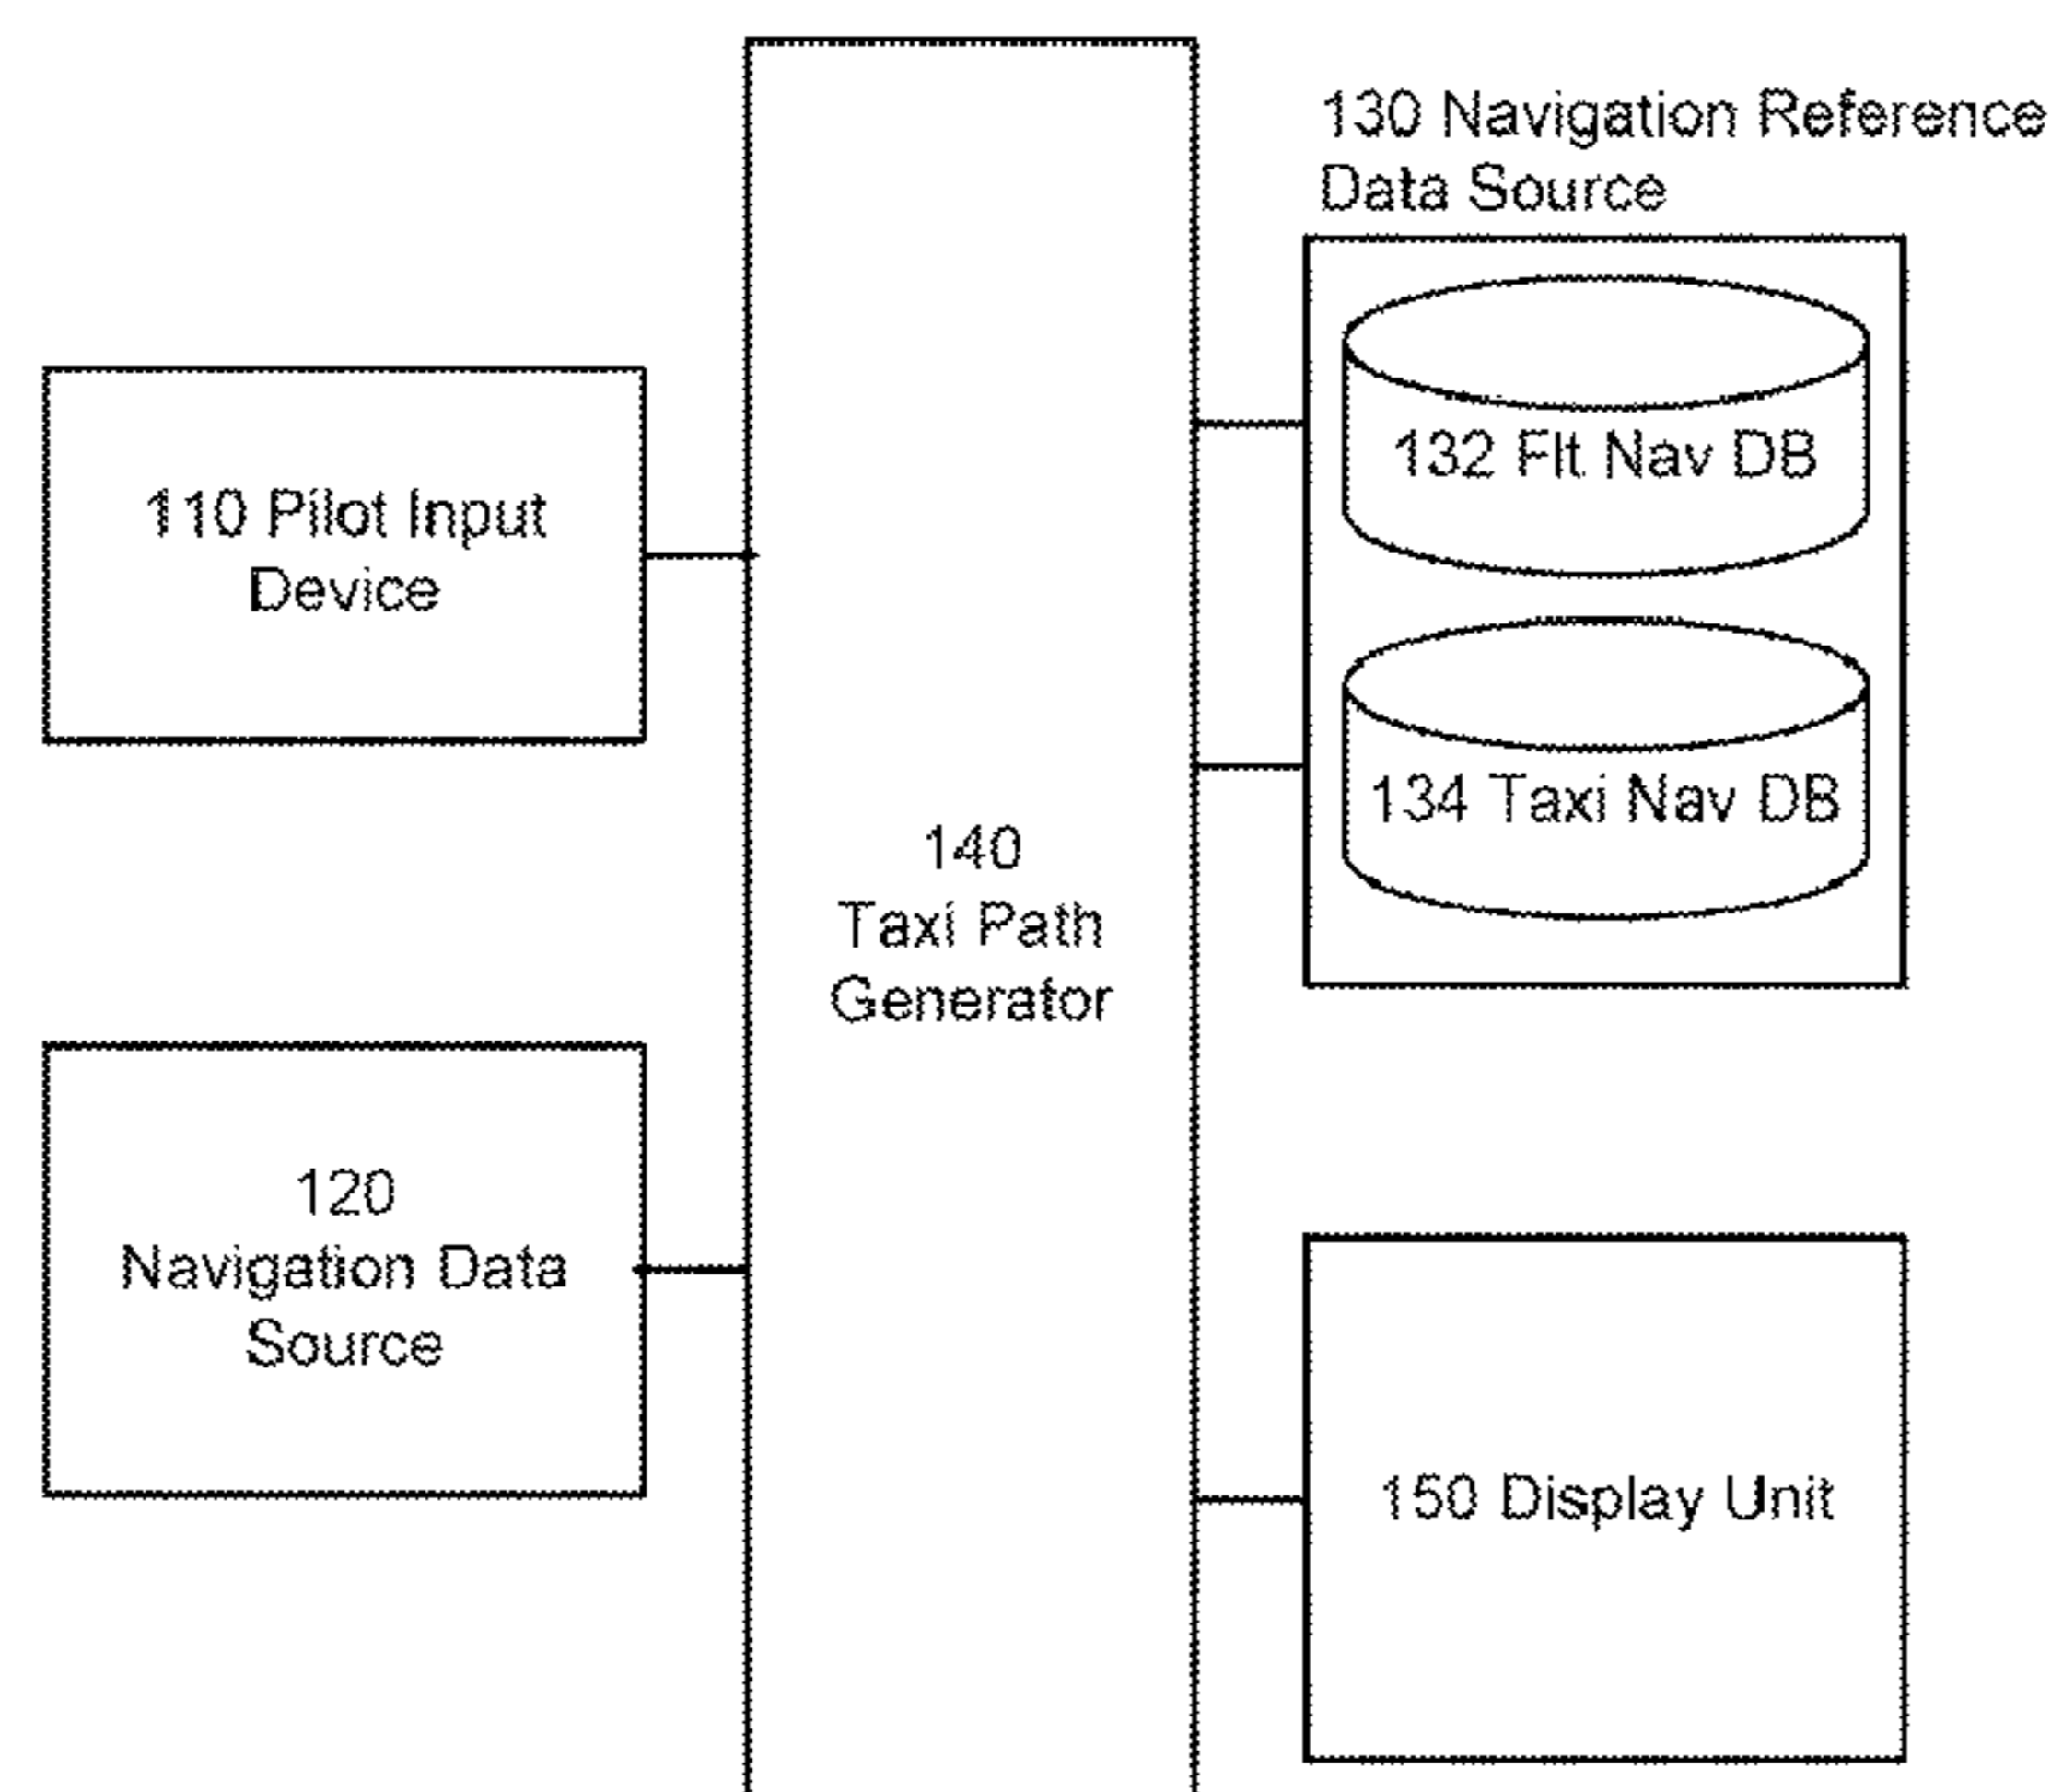 130 Navigation Reference
Data Source
132 Flt Nav DB
110 Pilot Input
Device
134 Taxi Nav DB
140
Taxi Path
Generator
120
Navigation Data
Source
150 Display Unit